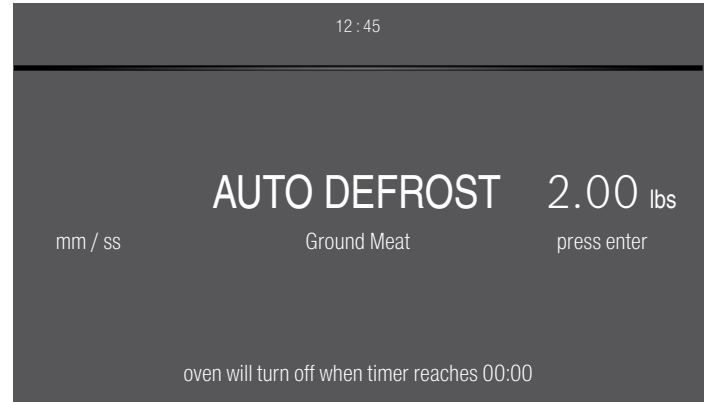 12 : 45
AUTO DEFROST 2.00 lbs
mm / ss Ground Meat press enter
oven will turn off when timer reaches 00:00